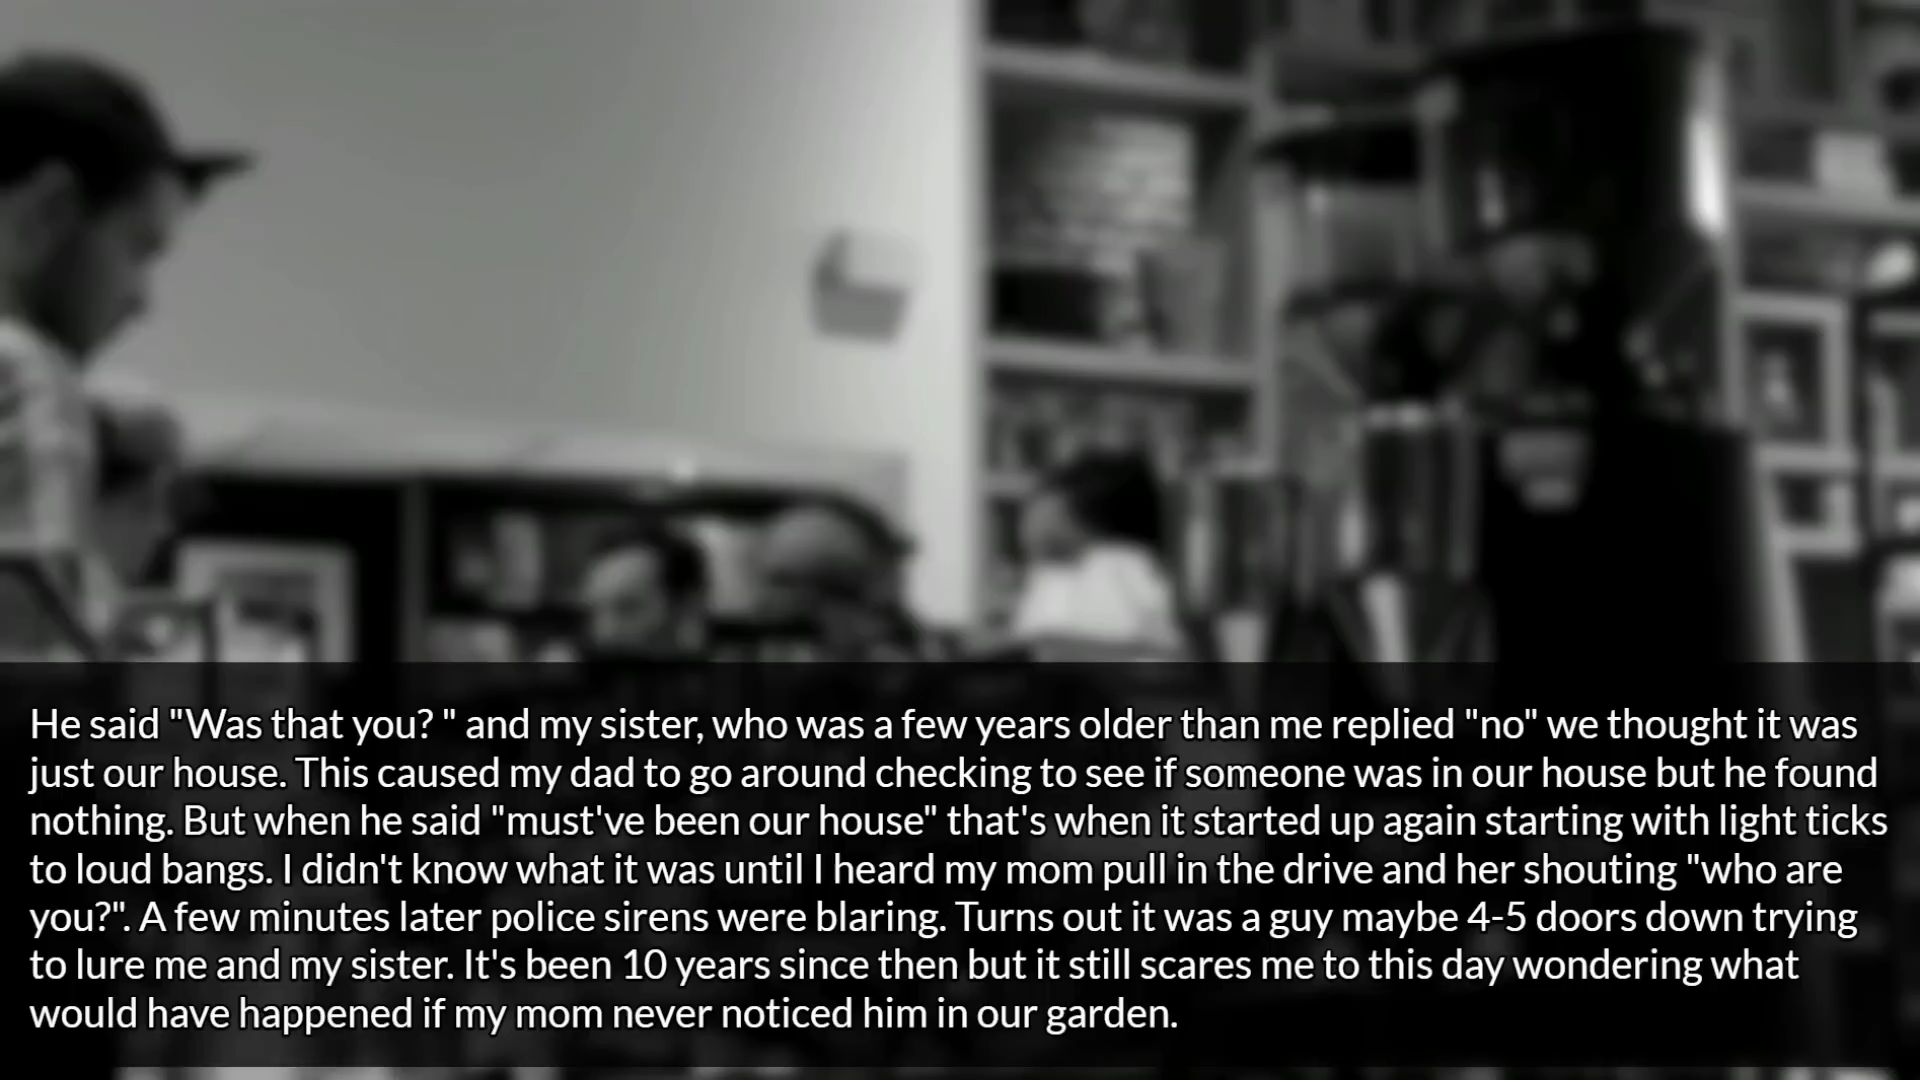 He said "Was that you? " and my sister, who was a few years older than me replied "no" we thought it was
just our house. This caused my dad to go around checking to see if someone was in our house but he found
nothing. But when he said "must've been our house" that's when it started up again starting with light ticks
to loud bangs. I didn't know what it was until I heard my mom pull in the drive and her shouting "who are
you?". A few minutes later police sirens were blaring. Turns out it was a guy maybe 4-5 doors down trying
to lure me and my sister. It's been 10 years since then but it still scares me to this day wondering what
would have happened if my mom never noticed him in our garden.